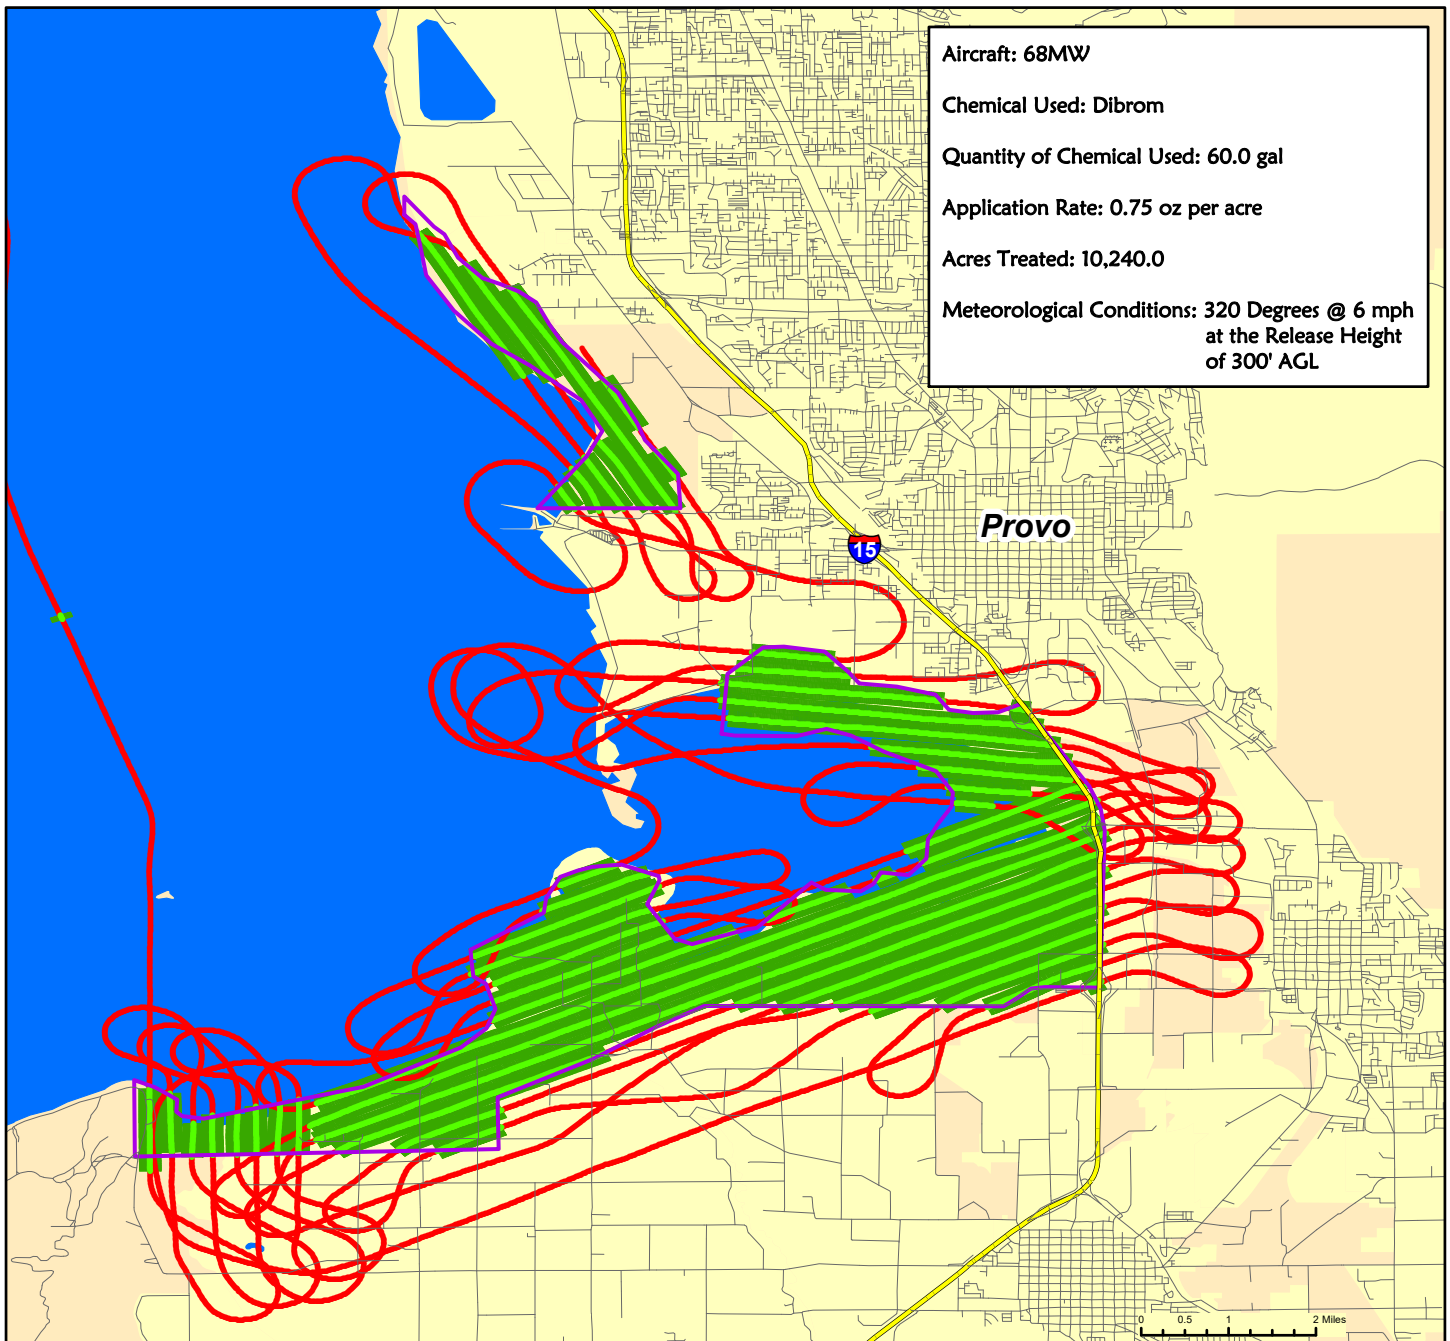 Aircraft: 68MW
Chemical Used: Dibrom
Quantity of Chemical Used: 60.0 gal
Application Rate: 0.75 oz per acre
Acres Treated: 10,240.0
Meteorological Conditions: 320 Degrees @ 6 mph
at the Release Height
of 300' AGL
Provo
15
0 0.5 1 2 Miles